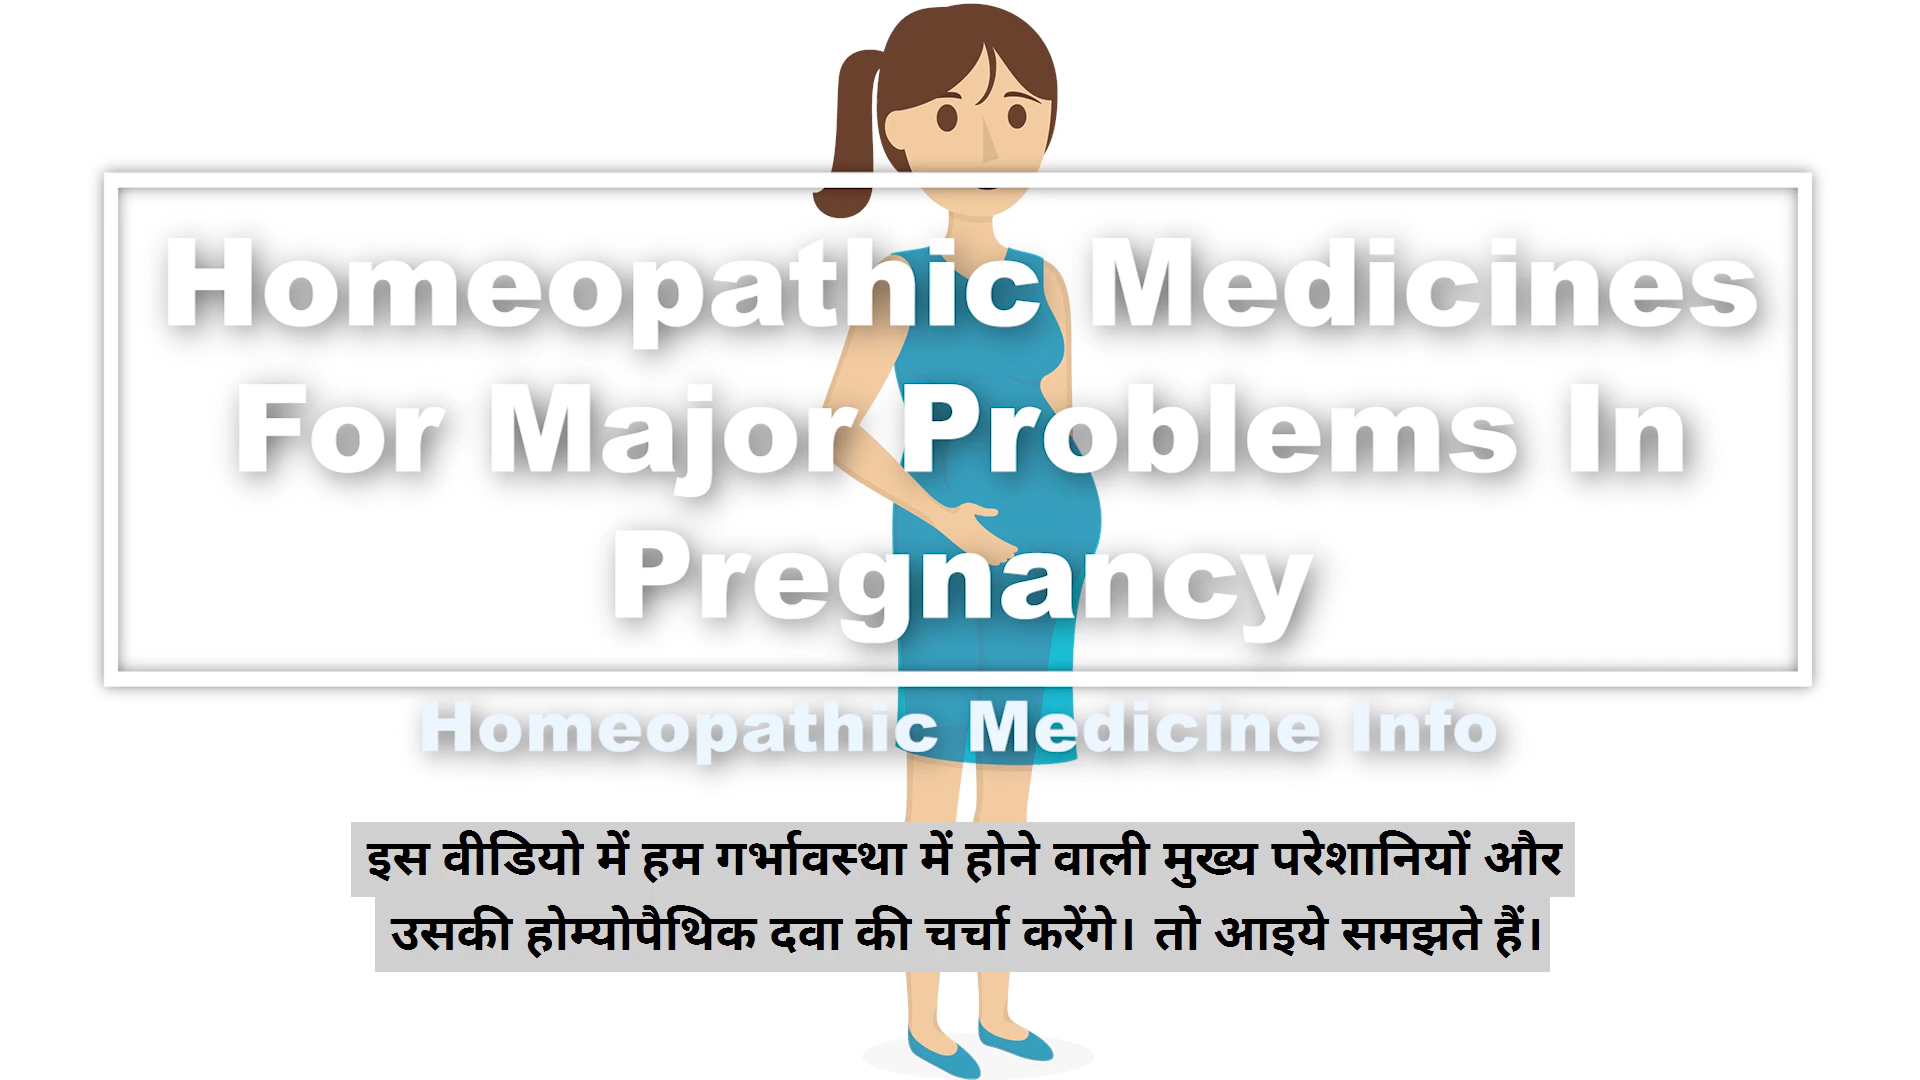 Homeopathic Medicines
For Major Problems In
Pregnancy
Homeopathic Medicine Info
इस वीडियो में हम गर्भावस्था में होने वाली मुख्य परेशानियों और
उसकी होम्योपैथिक दवा की चर्चा करेंगे। तो आइये समझते हैं।